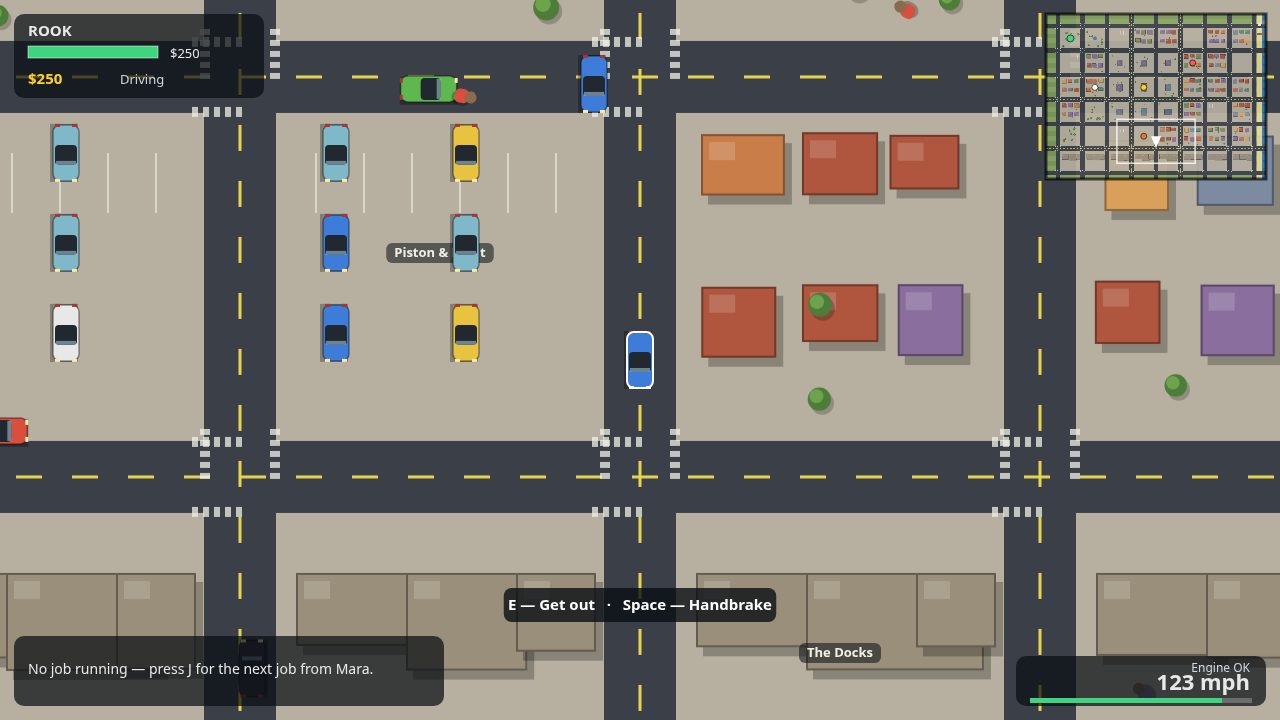 ROOK
$250
$250
Driving
Piston &
E — Get out · Space — Handbrake
The Docks
No job running — press J for the next job from Mara.
Engine OK
123 mph